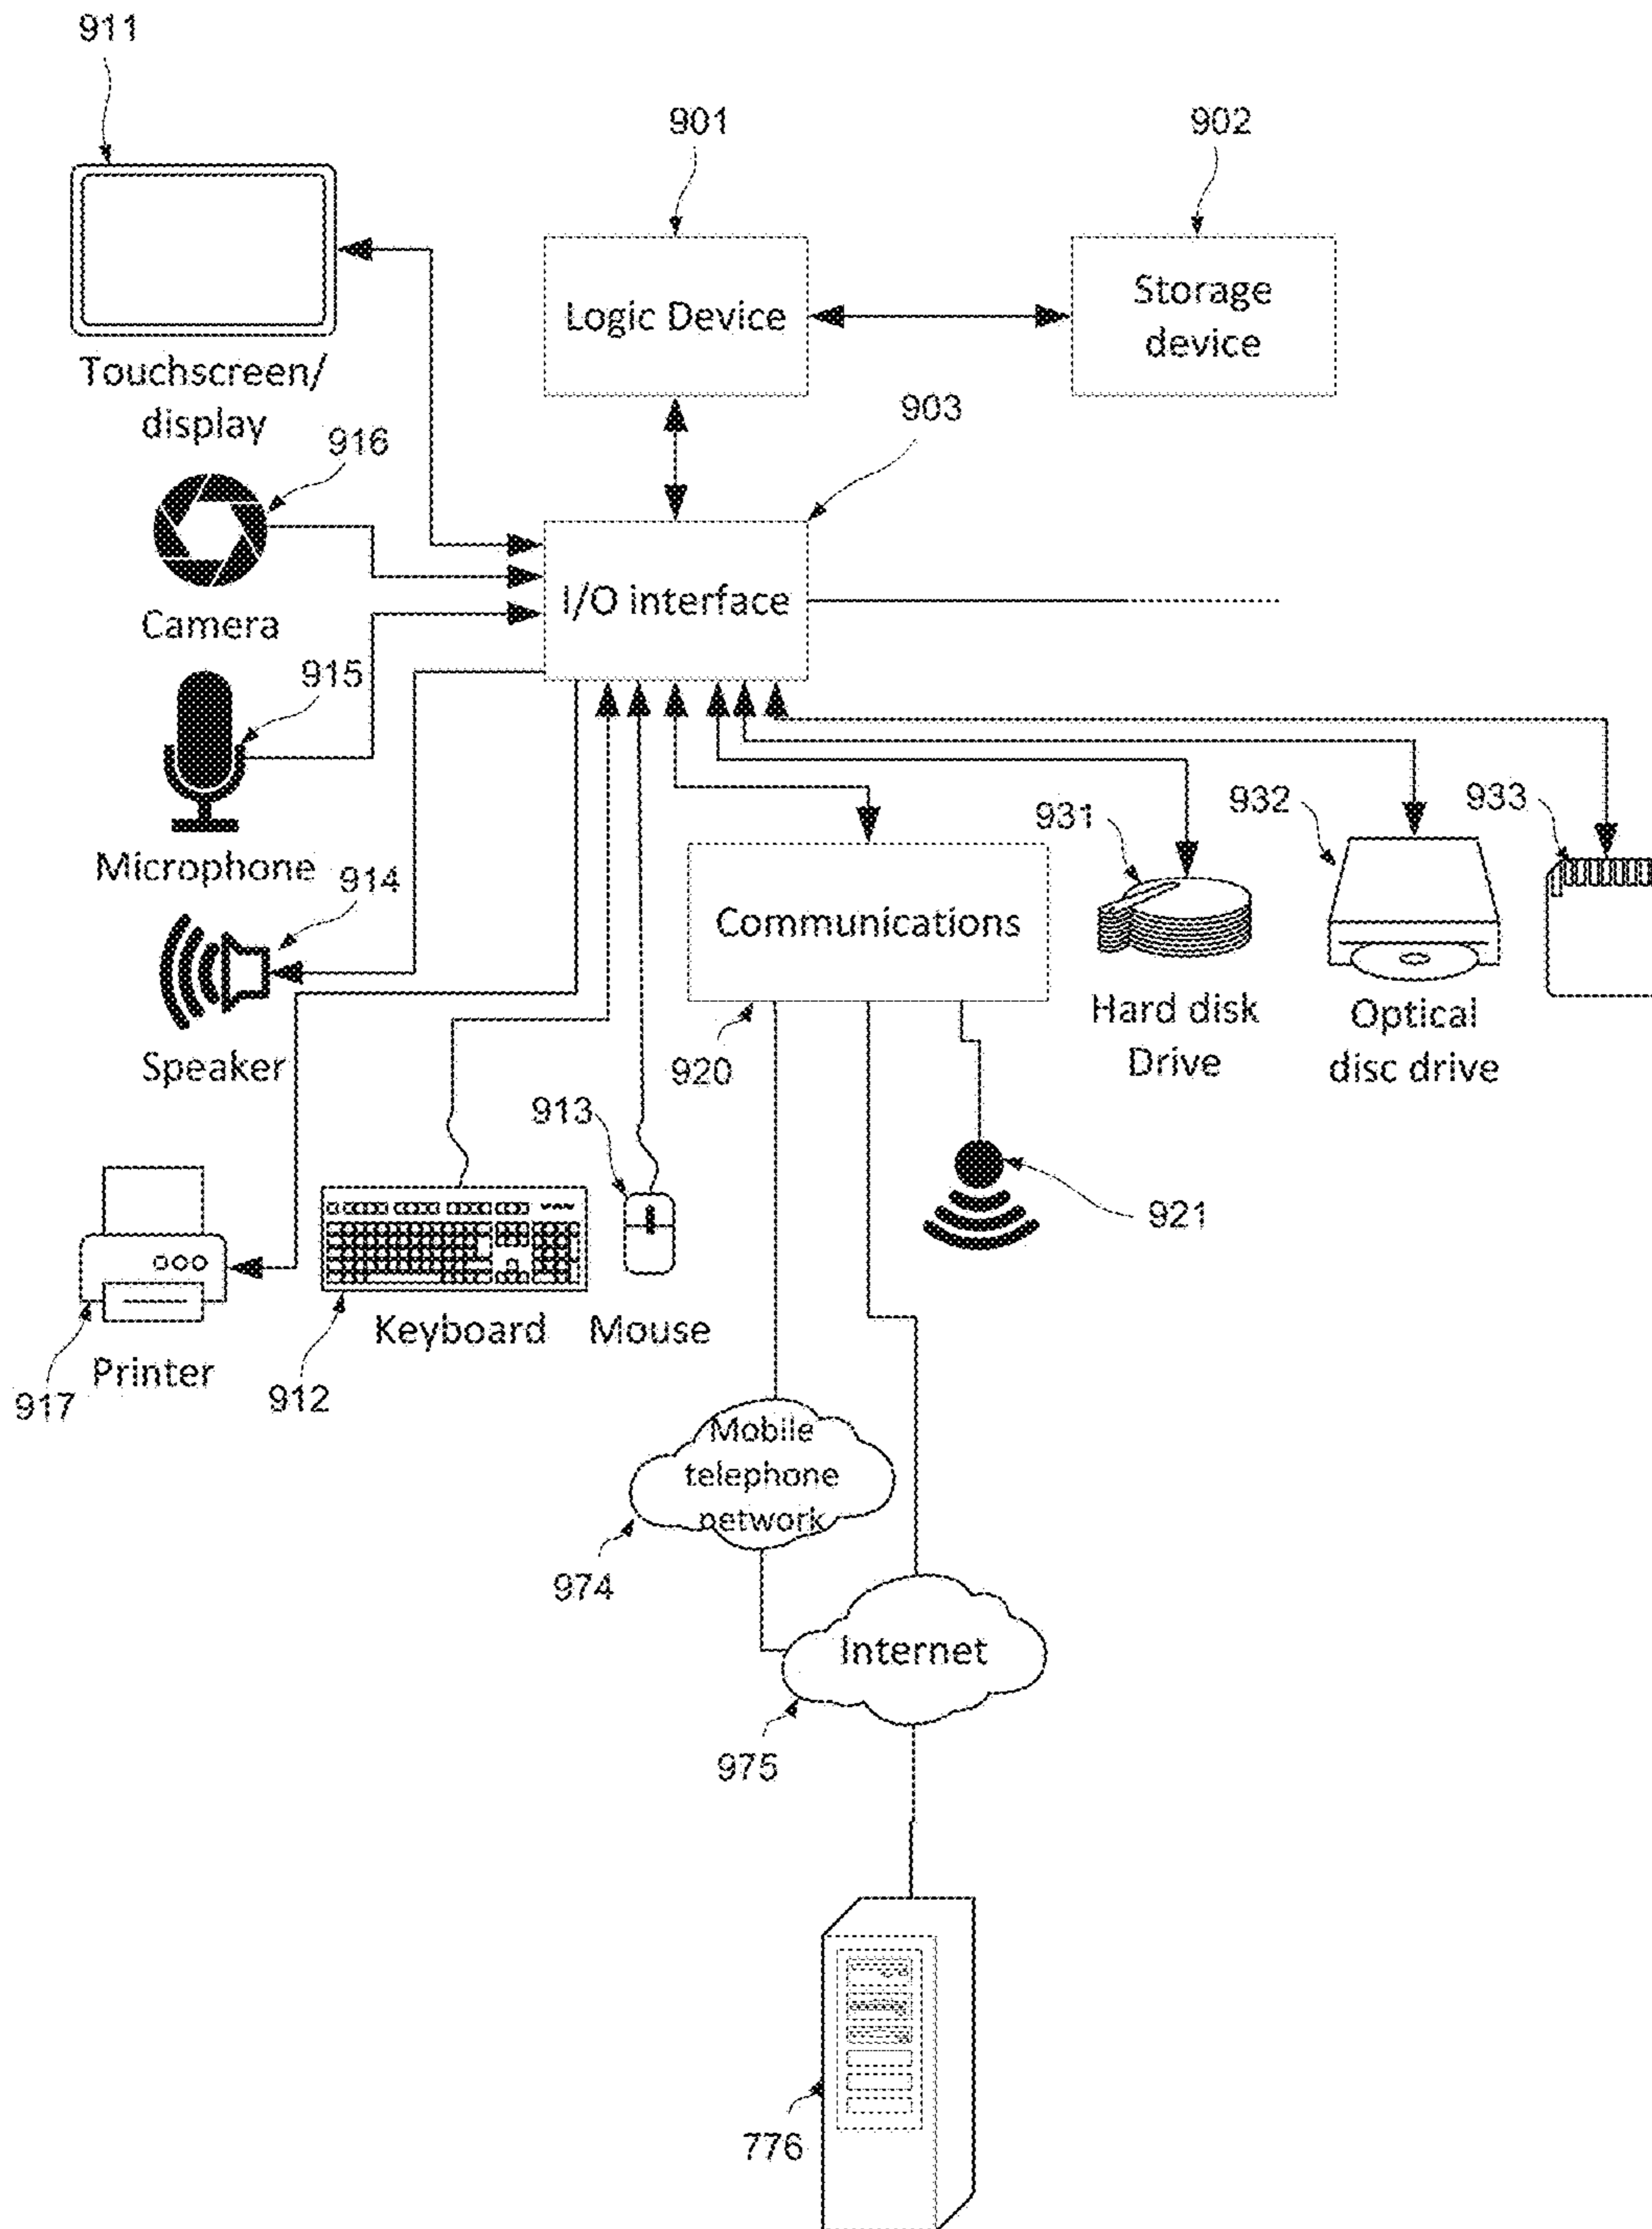 911
901
902
Logic Device
Storage
device
Touchscreen/
display
903
916
I/O interface
Camera
915
Microphone
914
931
932
933
Communications
Speaker
920
Hard disk
Drive
Optical
disc drive
913
921
Keyboard
Mouse
Printer
917
912
Mobile
telephone
network
974
Internet
975
776